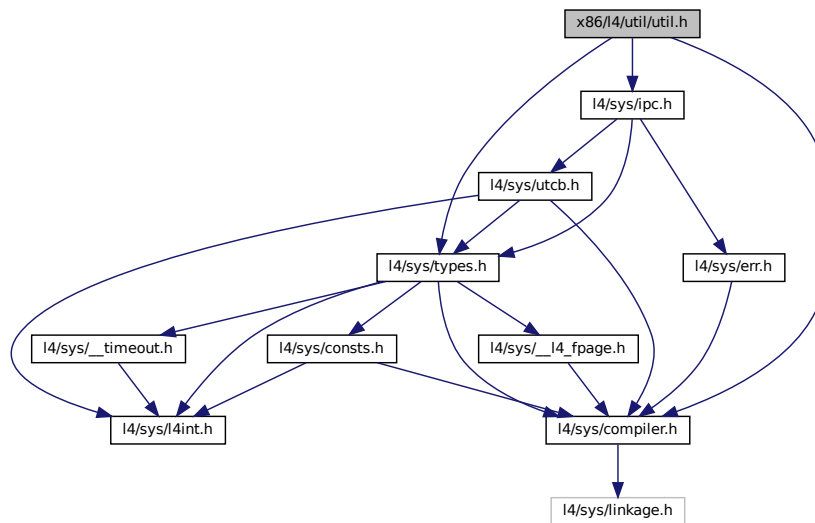 x86/l4/util/util.h
l4/sys/ipc.h
l4/sys/utcb.h
l4/sys/types.h
l4/sys/err.h
l4/sys/__timeout.h
l4/sys/consts.h
l4/sys/__l4_fpage.h
l4/sys/l4int.h
l4/sys/compiler.h
l4/sys/linkage.h